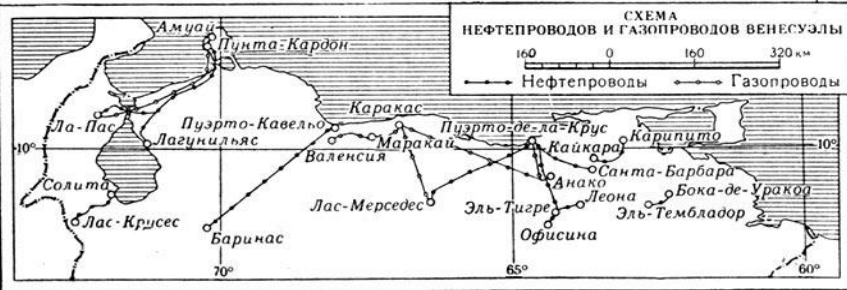 СХЕМА
НЕФТЕПРОВОДОВ И ГАЗОПРОВОДОВ ВЕНЕСУЭЛЫ
160 0 160 320 км
Нефтепроводы Газопроводы
Амуай
Пунта-Кардон
Ла-Пас
Лагунильяс
Солита
Лас-Крусес
Баринас
Каракас
Пуэрто-Кавельо
Валенсия
Маракай
Лас-Мерседес
Пуэрто-де-ла-Крус
Кайкара
Карипито
Санта-Барбара
Анако
Леона
Бока-де-Уракоа
Эль-Тигре
Эль-Тембладор
Офисина
10°
10°
70°
65°
60°